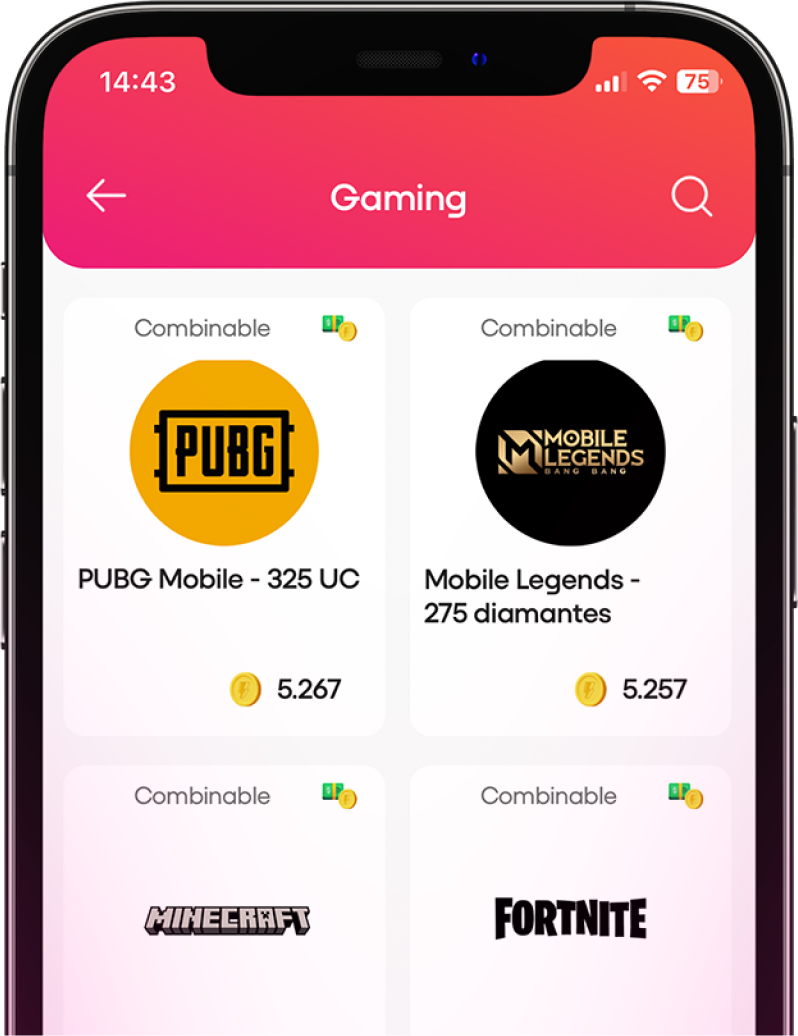 14:43
75
Gaming
Combinable
Combinable
PUBG
MOBILE
LEGENDS
BANG BANG
PUBG Mobile - 325 UC
Mobile Legends -
275 diamantes
5.267
5.257
Combinable
Combinable
MINECRAFT
FORTNITE